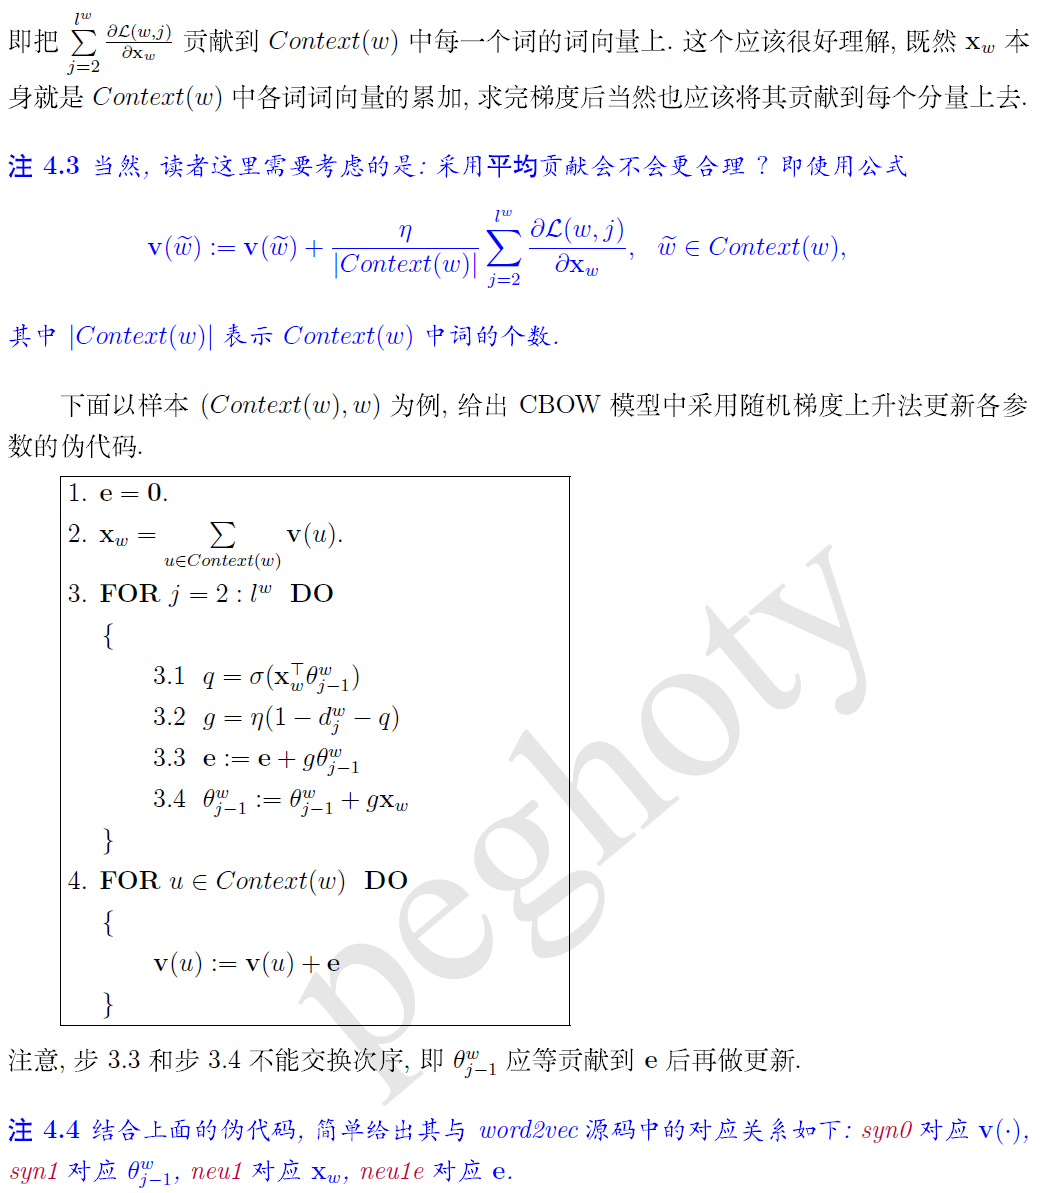 即把 $\sum\limits_{j=2}^{l^w} \frac{\partial \mathcal{L}(w,j)}{\partial \mathbf{x}_w}$ 贡献到 $Context(w)$ 中每一个词的词向量上. 这个应该很好理解, 既然 $\mathbf{x}_w$ 本
身就是 $Context(w)$ 中各词词向量的累加, 求完梯度后当然也应该将其贡献到每个分量上去.
注 4.3 当然, 读者这里需要考虑的是: 采用平均贡献会不会更合理 ? 即使用公式
$\mathbf{v}(\widetilde{w}) := \mathbf{v}(\widetilde{w}) + \frac{\eta}{|Context(w)|} \sum\limits_{j=2}^{l^w} \frac{\partial \mathcal{L}(w,j)}{\partial \mathbf{x}_w}, \quad \widetilde{w} \in Context(w),$
其中 $|Context(w)|$ 表示 $Context(w)$ 中词的个数.
下面以样本 $(Context(w), w)$ 为例, 给出 CBOW 模型中采用随机梯度上升法更新各参
数的伪代码.
1. $\mathbf{e} = \mathbf{0}$.
2. $\mathbf{x}_w = \sum\limits_{u \in Context(w)} \mathbf{v}(u)$.
3. FOR $j = 2 : l^w$ DO
{
3.1 $q = \sigma(\mathbf{x}_w^\top \theta_{j-1}^w)$
3.2 $g = \eta(1 - d_j^w - q)$
3.3 $\mathbf{e} := \mathbf{e} + g\theta_{j-1}^w$
3.4 $\theta_{j-1}^w := \theta_{j-1}^w + g\mathbf{x}_w$
}
4. FOR $u \in Context(w)$ DO
{
$\mathbf{v}(u) := \mathbf{v}(u) + \mathbf{e}$
}
注意, 步 3.3 和步 3.4 不能交换次序, 即 $\theta_{j-1}^w$ 应等贡献到 $\mathbf{e}$ 后再做更新.
注 4.4 结合上面的伪代码, 简单给出其与 word2vec 源码中的对应关系如下: syn0 对应 $\mathbf{v}(\cdot)$,
syn1 对应 $\theta_{j-1}^w$, neu1 对应 $\mathbf{x}_w$, neu1e 对应 $\mathbf{e}$.
peghoty